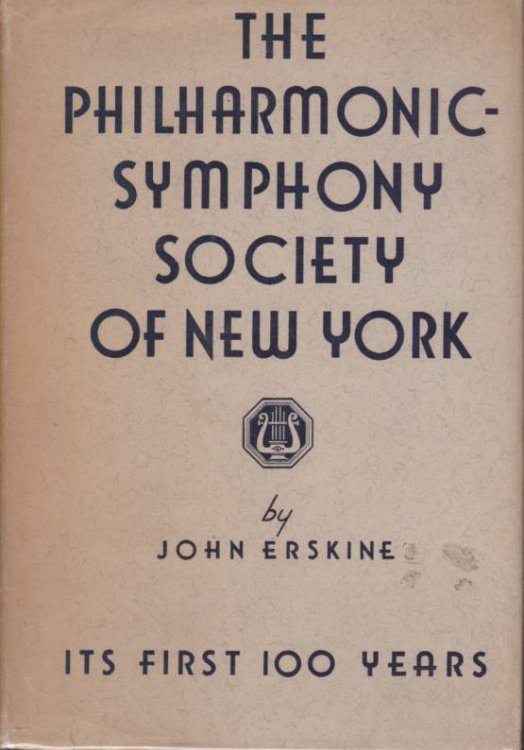 THE
PHILHARMONIC-
SYMPHONY
SOCIETY
OF NEW YORK
by
JOHN ERSKINE
ITS FIRST 100 YEARS